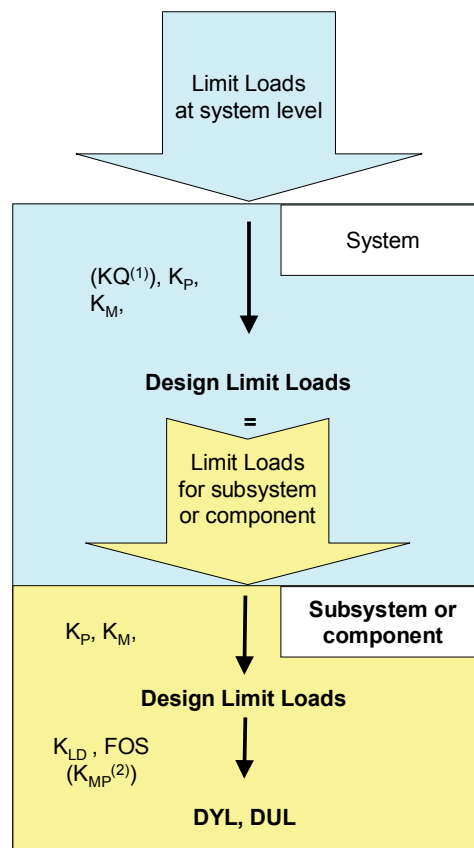 Limit Loads
at system level
System
(KQ(1)), KP,
KM,
Design Limit Loads
=
Limit Loads
for subsystem
or component
Subsystem or
component
KP, KM,
Design Limit Loads
KLD , FOS
(KMP(2))
DYL, DUL